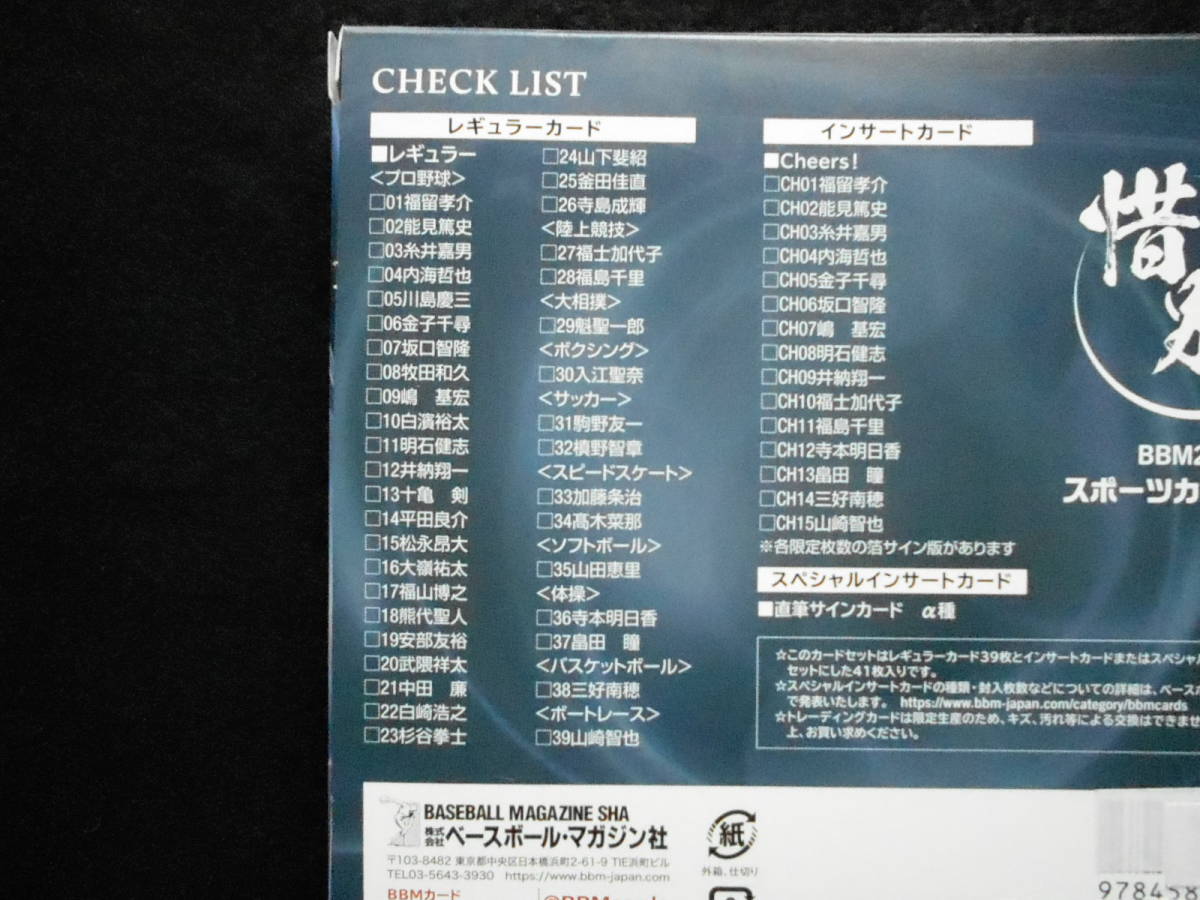 CHECK LIST
レギュラーカード
■レギュラー
<プロ野球>
□01福留孝介
□02能見篤史
□03糸井嘉男
□04内海哲也
□05川島慶三
□06金子千尋
□07坂口智隆
□08牧田和久
□09嶋　基宏
□10白濱裕太
□11明石健志
□12井納翔一
□13十亀　剣
□14平田良介
□15松永昂大
□16大嶺祐太
□17福山博之
□18熊代聖人
□19安部友裕
□20武隈祥太
□21中田　廉
□22白崎浩之
□23杉谷拳士
□24山下斐紹
□25釜田佳直
□26寺島成輝
<陸上競技>
□27福士加代子
□28福島千里
<大相撲>
□29魁聖一郎
<ボクシング>
□30入江聖奈
<サッカー>
□31駒野友一
□32槙野智章
<スピードスケート>
□33加藤条治
□34髙木菜那
<ソフトボール>
□35山田恵里
<体操>
□36寺本明日香
□37畠田　瞳
<バスケットボール>
□38三好南穂
<ボートレース>
□39山崎智也
インサートカード
■Cheers!
□CH01福留孝介
□CH02能見篤史
□CH03糸井嘉男
□CH04内海哲也
□CH05金子千尋
□CH06坂口智隆
□CH07嶋　基宏
□CH08明石健志
□CH09井納翔一
□CH10福士加代子
□CH11福島千里
□CH12寺本明日香
□CH13畠田　瞳
□CH14三好南穂
□CH15山崎智也
※各限定枚数の箔サイン版があります
スペシャルインサートカード
■直筆サインカード　α種
☆このカードセットはレギュラーカード39枚とインサートカードまたはスペシャル
セットにした41枚入りです。
☆スペシャルインサートカードの種類・封入枚数などについての詳細は、ベース
で発表いたします。 https://www.bbm-japan.com/category/bbmcards
☆トレーディングカードは限定生産のため、キズ、汚れ等による交換はできませ
上、お買い求めください。
惜
BBM2
スポーツカ
BASEBALL MAGAZINE SHA
株式会社ベースボール・マガジン社
〒103-8482 東京都中央区日本橋浜町2-61-9 TIE浜町ビル
TEL03-5643-3930　https://www.bbm-japan.com
BBMカード
紙
外箱、仕切り
978458